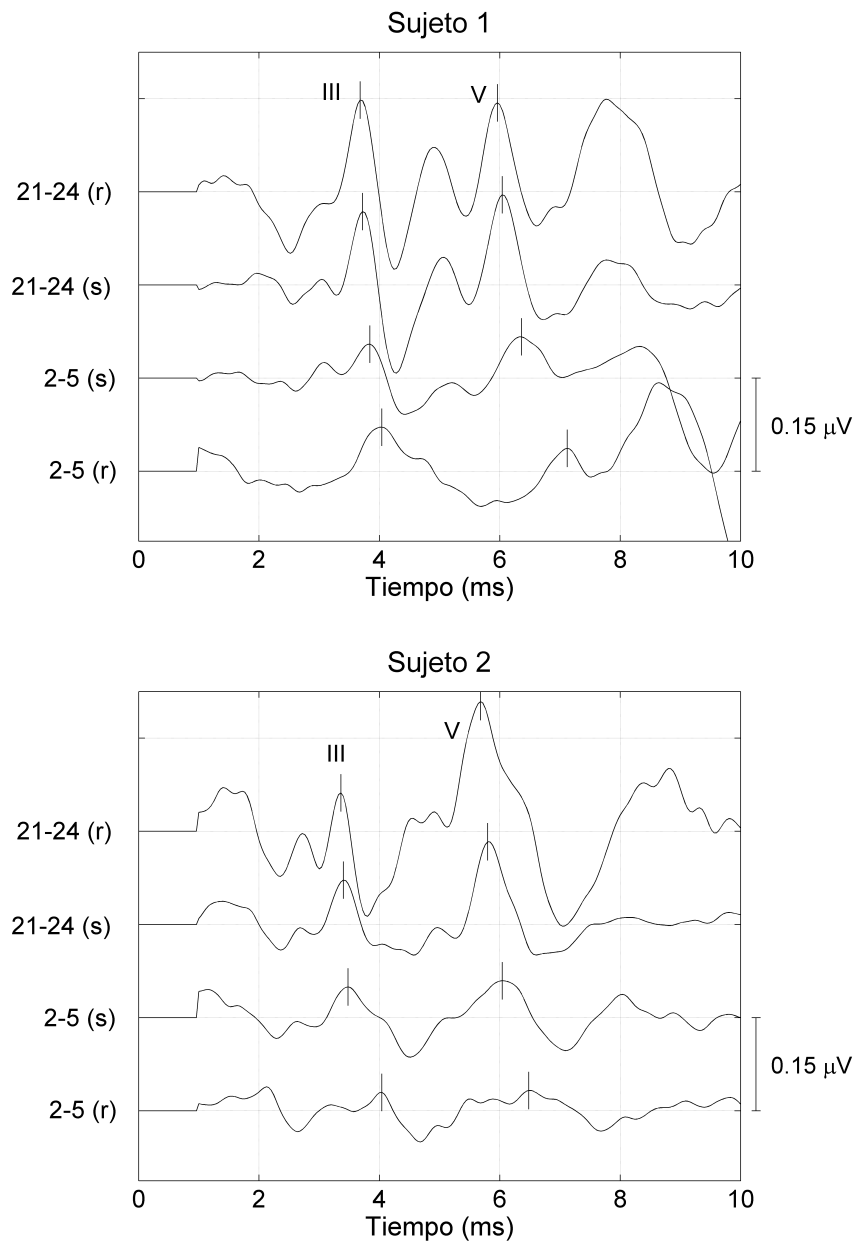 Sujeto 1
III
V
21-24 (r)
21-24 (s)
2-5 (s)
2-5 (r)
0.15 μV
0 2 4 6 8 10
Tiempo (ms)
Sujeto 2
V
III
21-24 (r)
21-24 (s)
2-5 (s)
2-5 (r)
0.15 μV
0 2 4 6 8 10
Tiempo (ms)